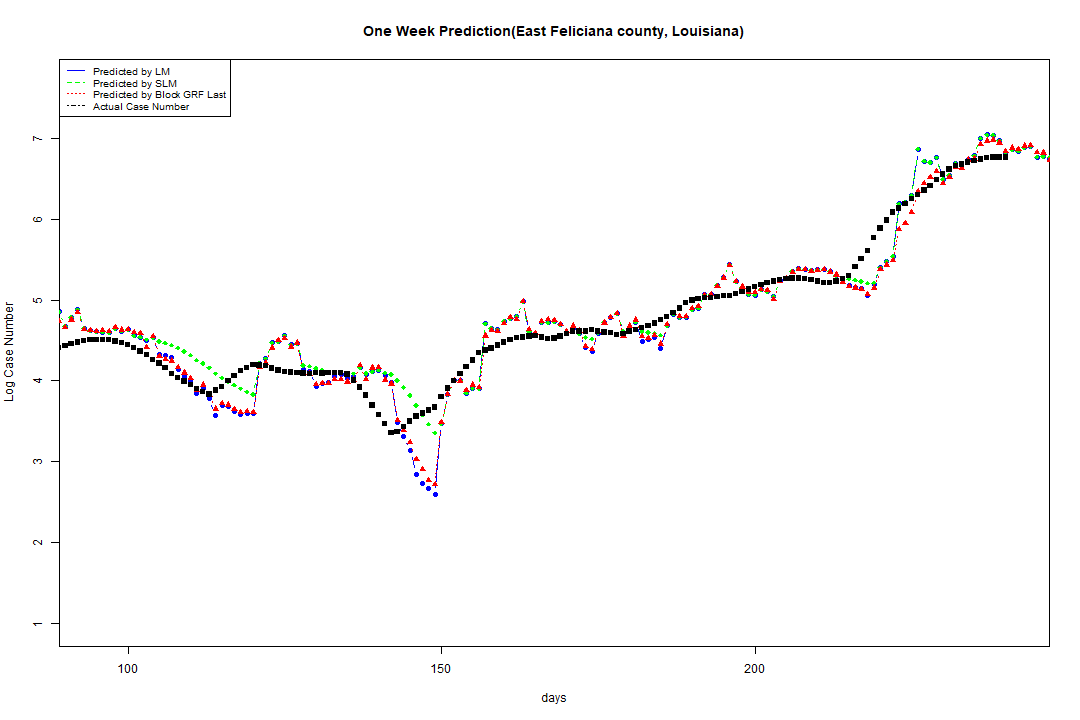 One Week Prediction(East Feliciana county, Louisiana)
Predicted by LM
Predicted by SLM
Predicted by Block GRF Last
Actual Case Number
7
6
5
4
3
2
1
Log Case Number
100 150 200
days